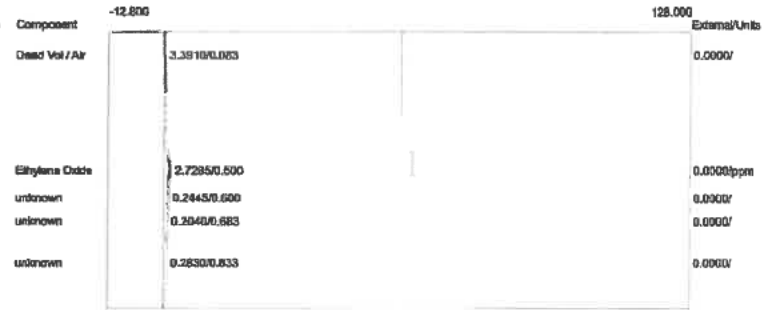 -12.800 128.000
Component External/Units
Dead Vol / Air 3.3910/0.083 0.0000/
Ethylene Oxide 2.7285/0.500 0.0000/ppm
unknown 0.2445/0.600 0.0000/
unknown 0.2040/0.683 0.0000/
unknown 0.2830/0.833 0.0000/